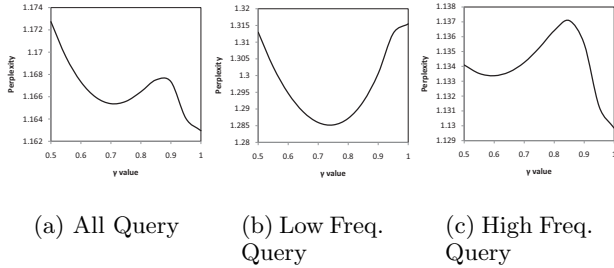 1.174
1.172
1.17
1.168
1.166
1.164
1.162
Perplexity
0.5 0.6 0.7 0.8 0.9 1
γ value
1.32
1.315
1.31
1.305
1.3
1.295
1.29
1.285
1.28
Perplexity
0.5 0.6 0.7 0.8 0.9 1
γ value
1.138
1.137
1.136
1.135
1.134
1.133
1.132
1.131
1.13
1.129
Perplexity
0.5 0.6 0.7 0.8 0.9 1
γ value
(a) All Query
(b) Low Freq.
Query
(c) High Freq.
Query